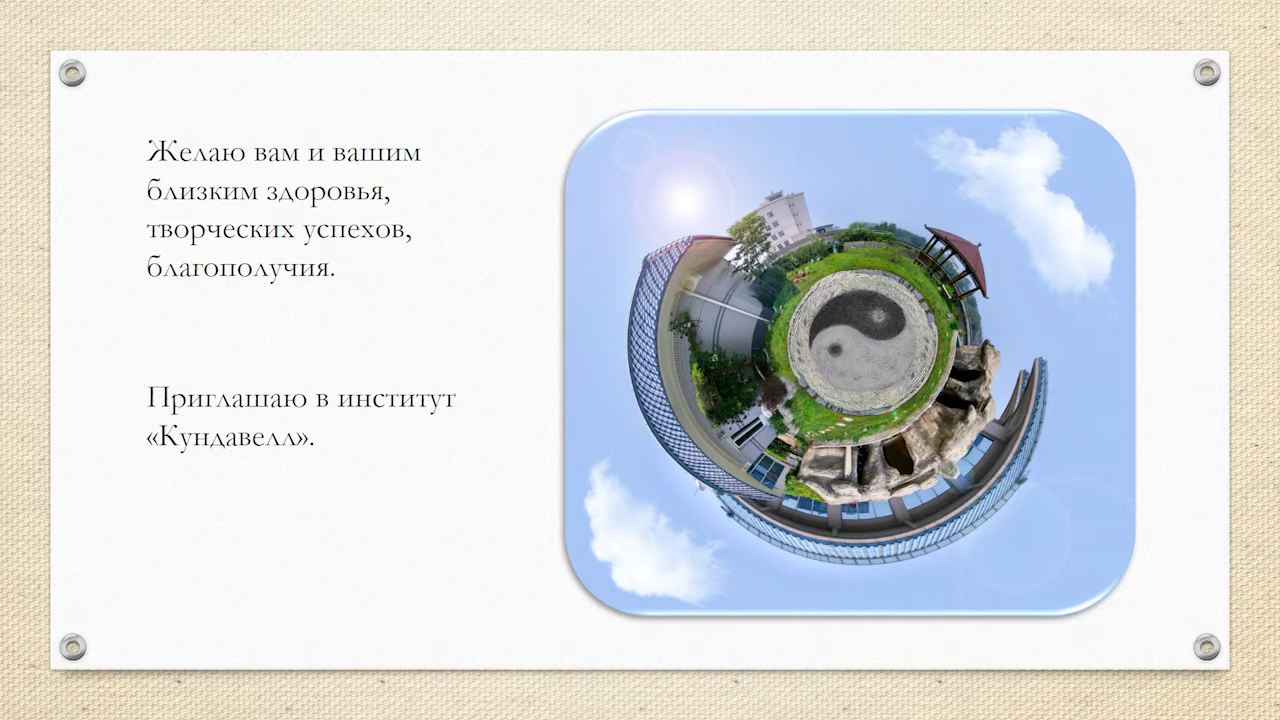 Желаю вам и вашим
близким здоровья,
творческих успехов,
благополучия.
Приглашаю в институт
«Кундавелл».